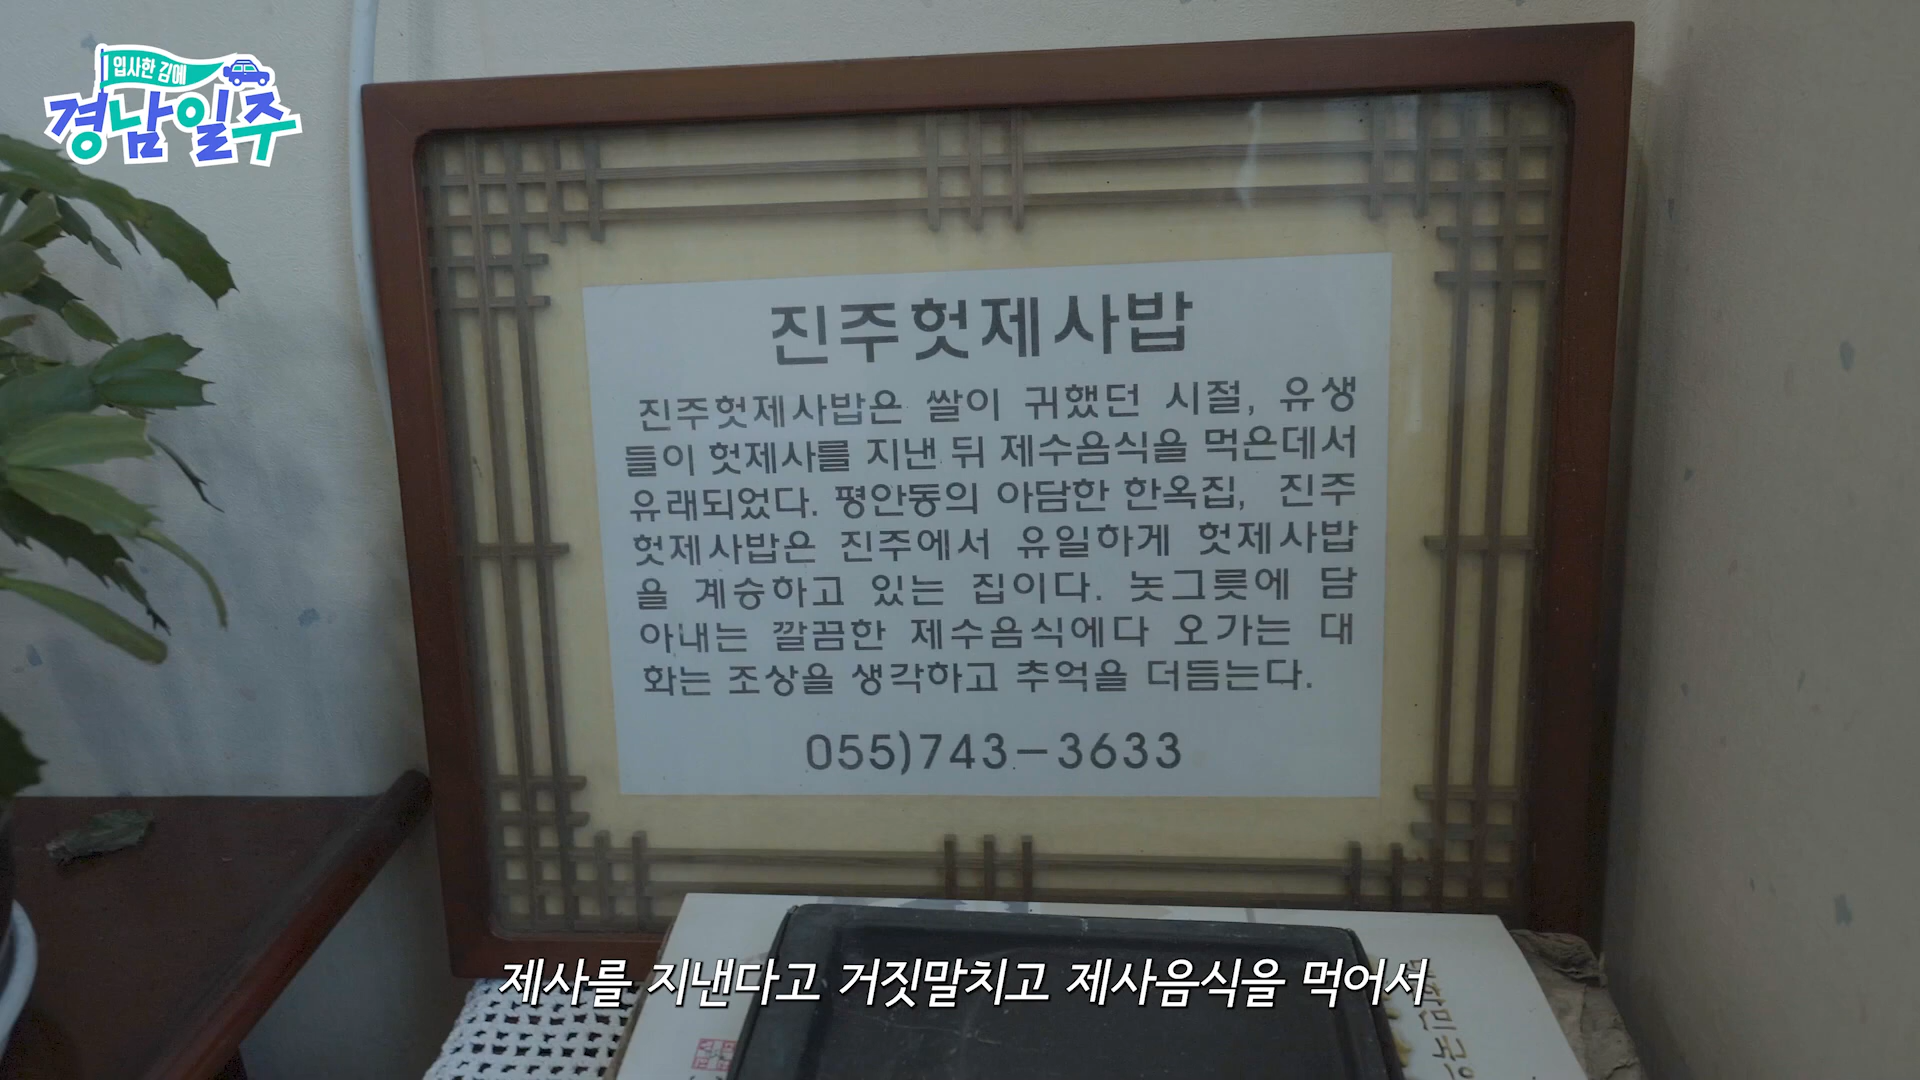 입사한 김에
경남일주
진주헛제사밥
진주헛제사밥은 쌀이 귀했던 시절, 유생
들이 헛제사를 지낸 뒤 제수음식을 먹은데서
유래되었다. 평안동의 아담한 한옥집, 진주
헛제사밥은 진주에서 유일하게 헛제사밥
을 계승하고 있는 집이다. 놋그릇에 담
아내는 깔끔한 제수음식에다 오가는 대
화는 조상을 생각하고 추억을 더듬는다.
055)743-3633
제사를 지낸다고 거짓말치고 제사음식을 먹어서